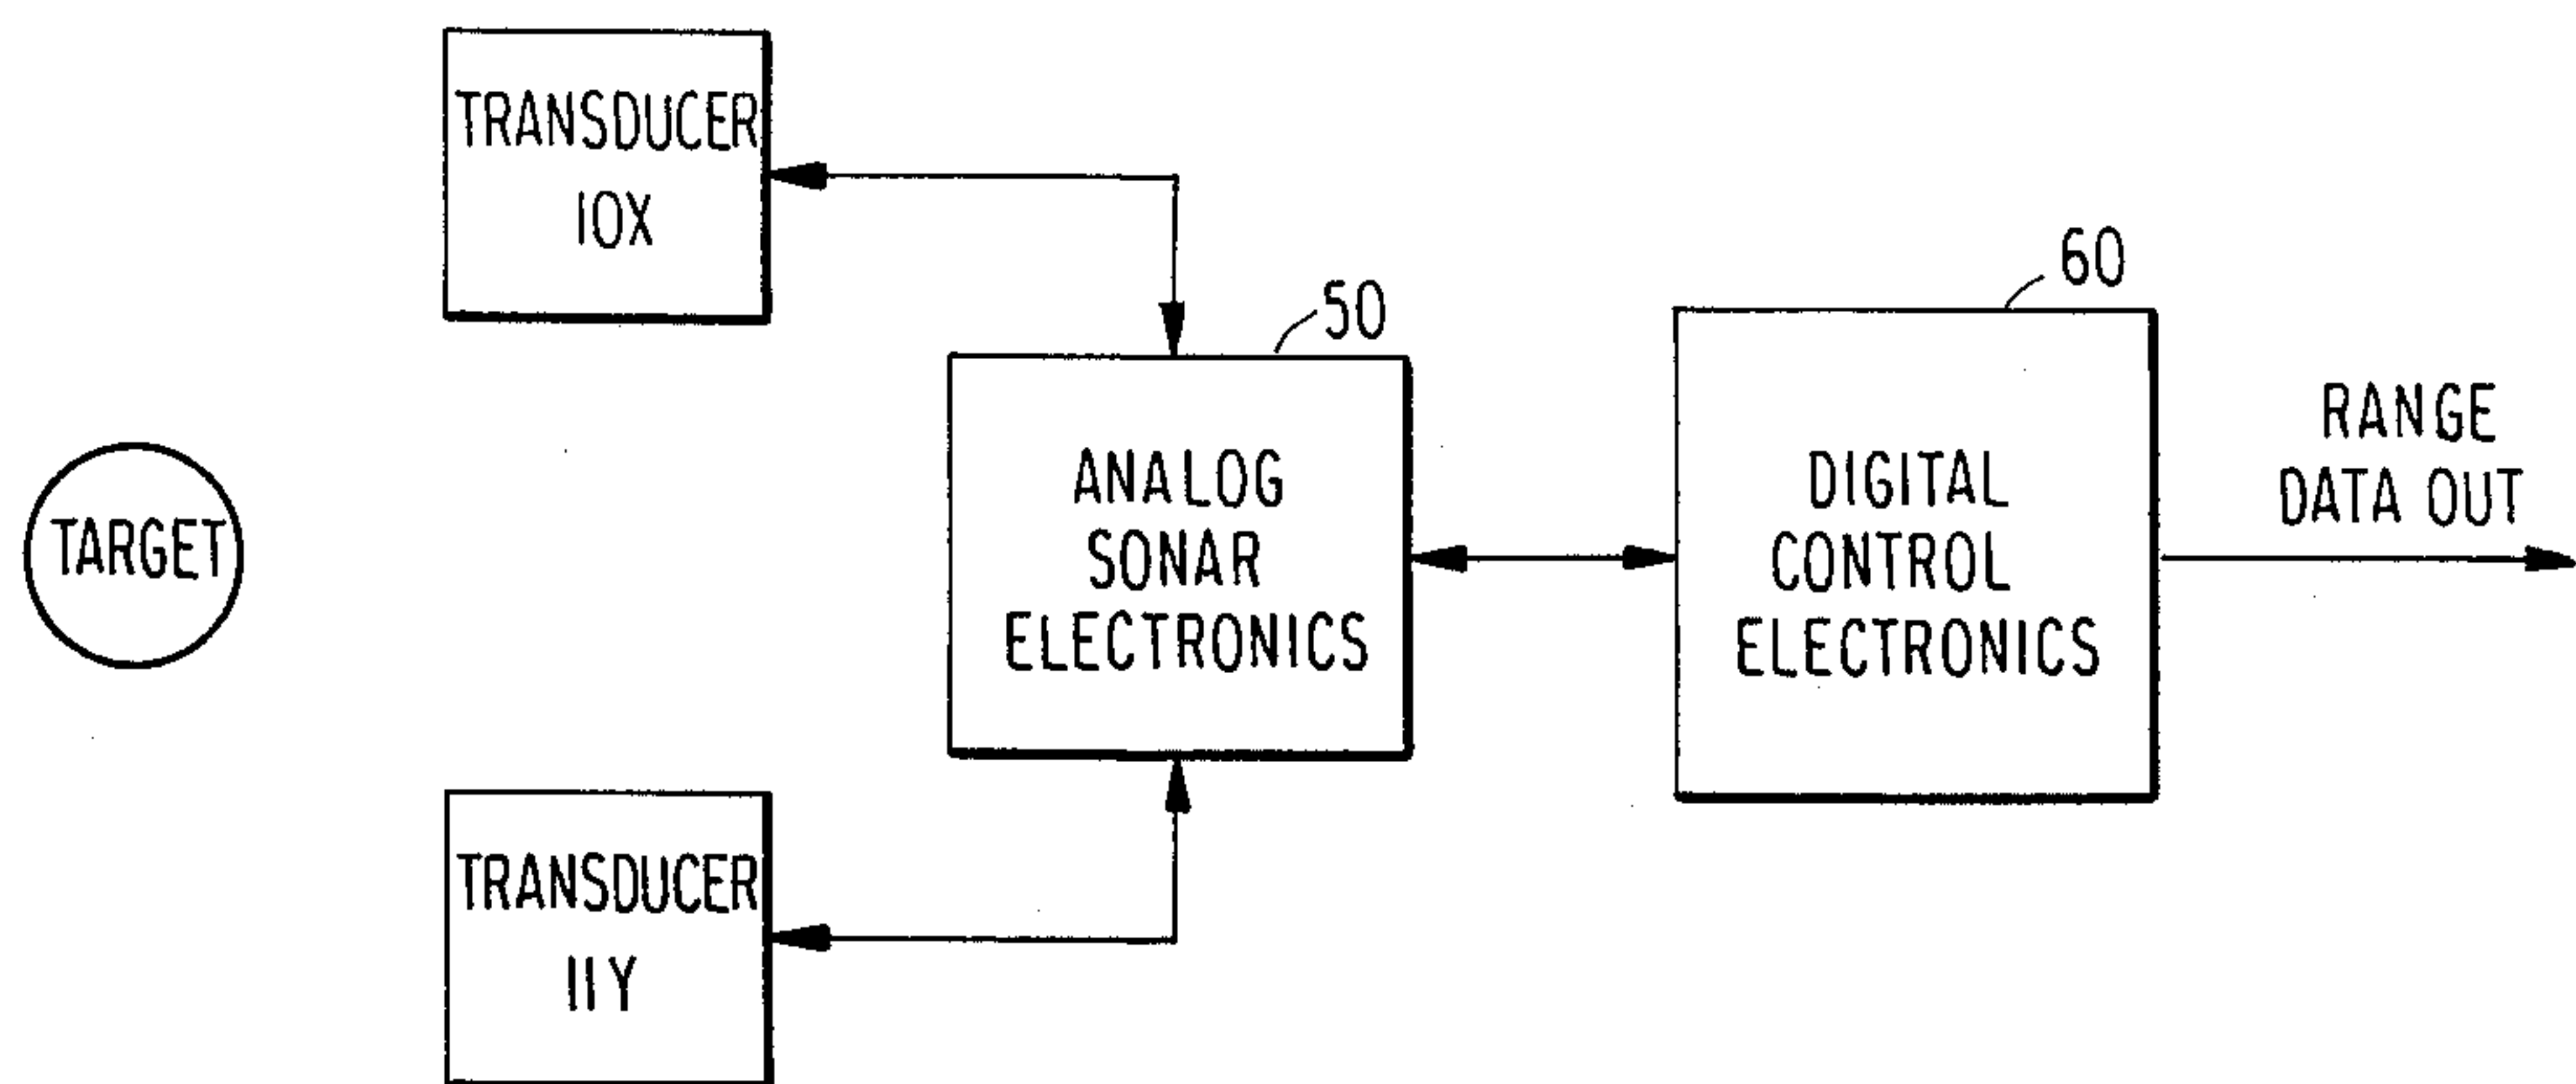 TRANSDUCER
10X
60
50
RANGE
DATA OUT
ANALOG
SONAR
ELECTRONICS
DIGITAL
CONTROL
ELECTRONICS
TARGET
TRANSDUCER
11Y